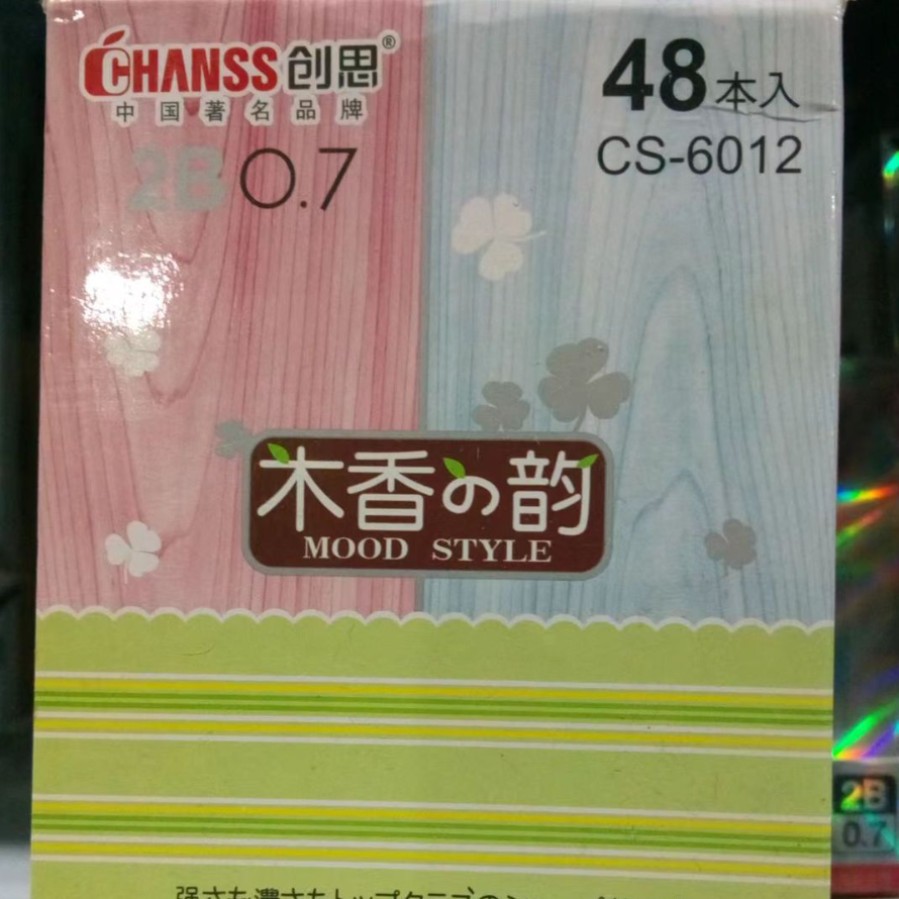 CHANSS创思®
中国著名品牌
2B 0.7
48本入
CS-6012
木香の韵
MOOD STYLE
2B
0.7